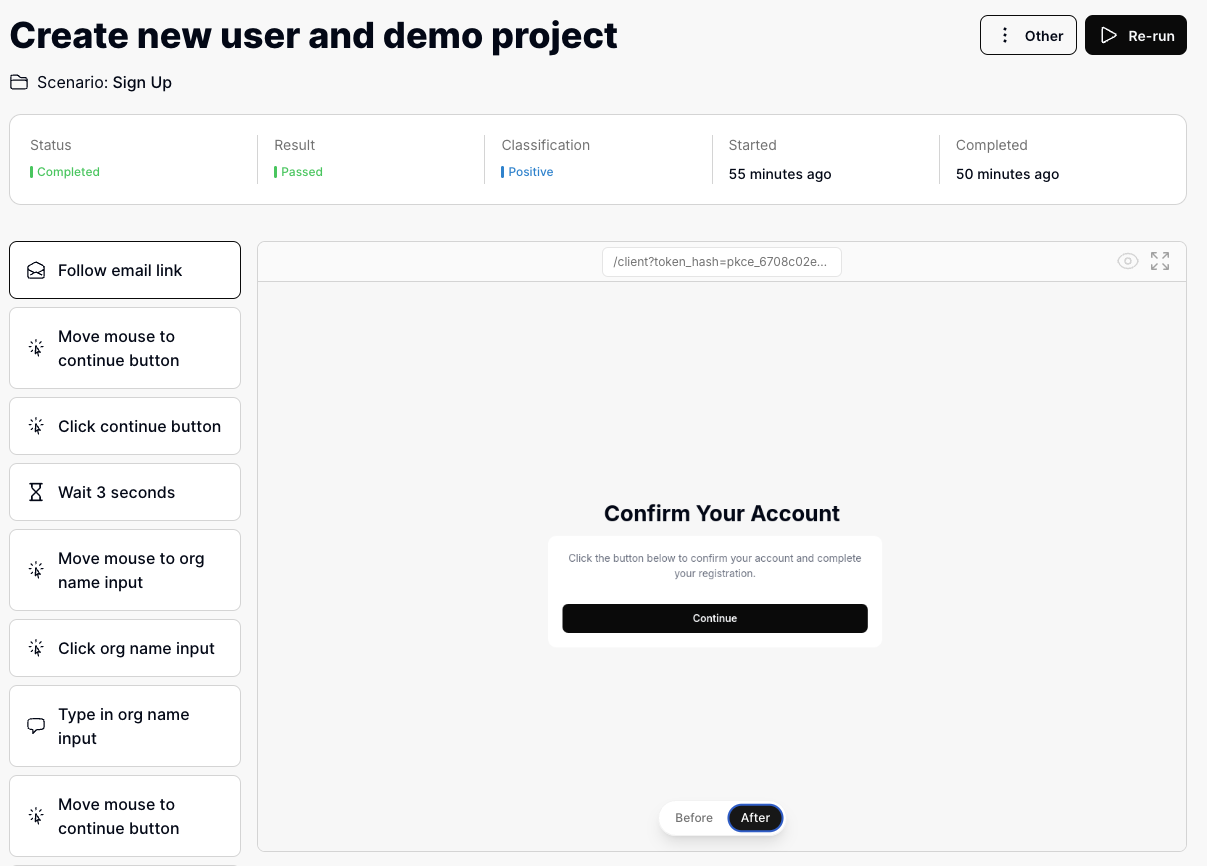 Create new user and demo project
Other
Re-run
Scenario: Sign Up
Status
Result
Classification
Started
Completed
Completed
Passed
Positive
55 minutes ago
50 minutes ago
Follow email link
Move mouse to
continue button
Click continue button
Wait 3 seconds
Move mouse to org
name input
Click org name input
Type in org name
input
Move mouse to
continue button
/client?token_hash=pkce_6708c02e...
Confirm Your Account
Click the button below to confirm your account and complete
your registration.
Continue
Before
After